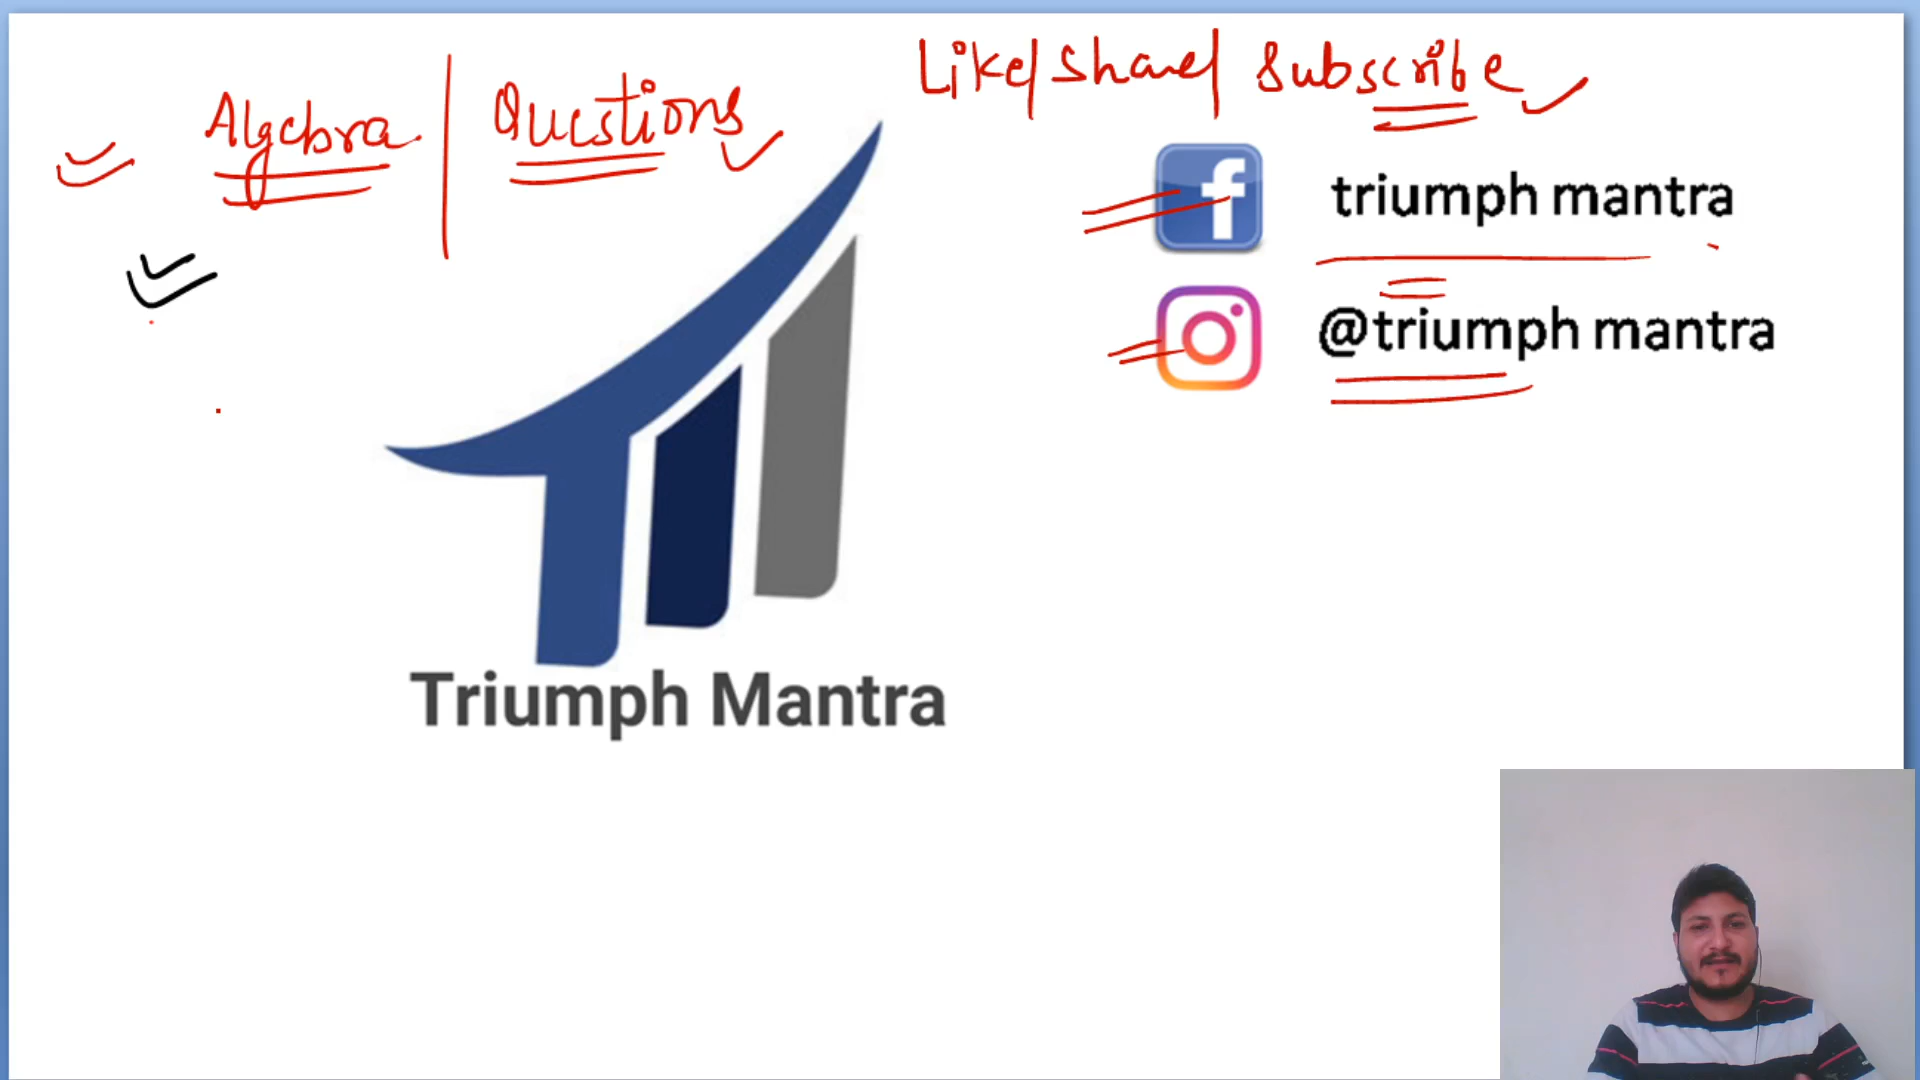 Like/Share/ Subscribe
Algebra | Questions
triumph mantra
@triumph mantra
Triumph Mantra